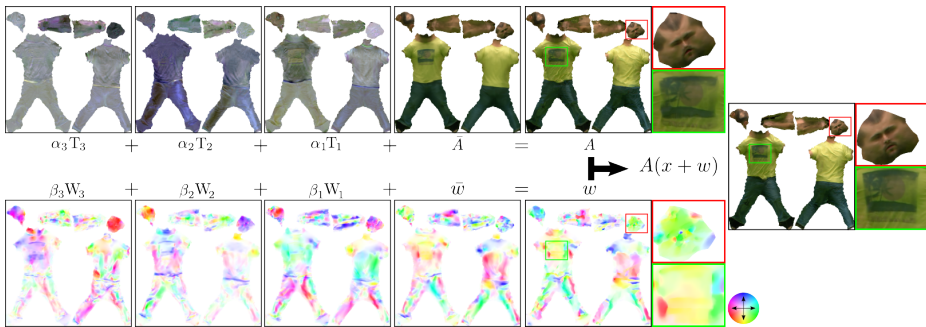 α₃T₃ + α₂T₂ + α₁T₁ + Ā = A
A(x + w)
β₃W₃ + β₂W₂ + β₁W₁ + w̄ = w